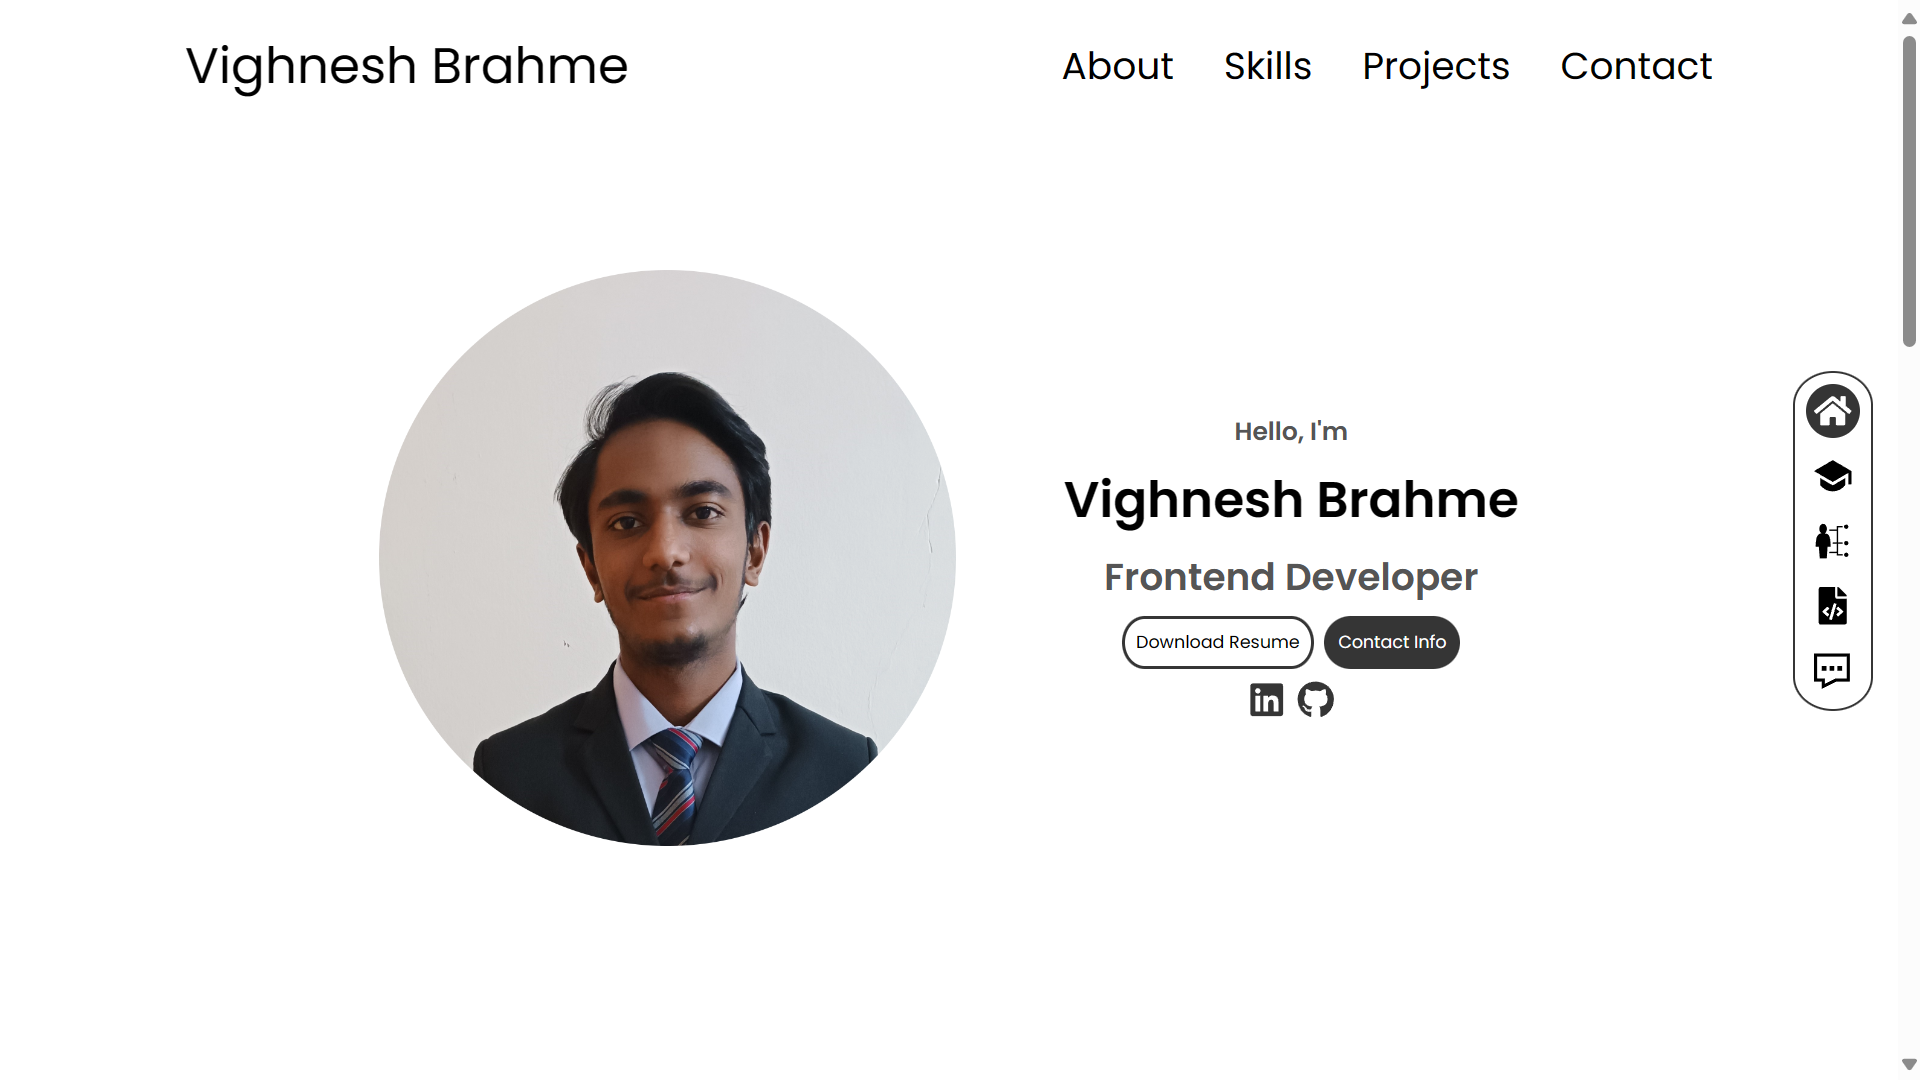 Vighnesh Brahme
About Skills Projects Contact
Hello, I'm
Vighnesh Brahme
Frontend Developer
Download Resume Contact Info